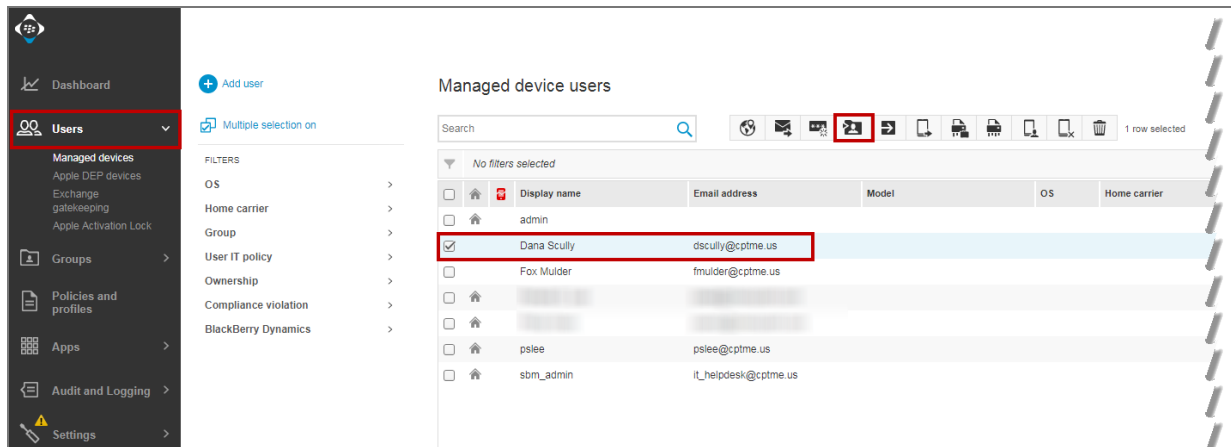 Dashboard
Users
Managed devices
Apple DEP devices
Exchange
gatekeeping
Apple Activation Lock
Groups
Policies and
profiles
Apps
Audit and Logging
Settings
Add user
Multiple selection on
FILTERS
OS
Home carrier
Group
User IT policy
Ownership
Compliance violation
BlackBerry Dynamics
Managed device users
Search
1 row selected
No filters selected
Display name Email address Model OS Home carrier
admin
Dana Scully dscully@cptme.us
Fox Mulder fmulder@cptme.us
pslee pslee@cptme.us
sbm_admin it_helpdesk@cptme.us